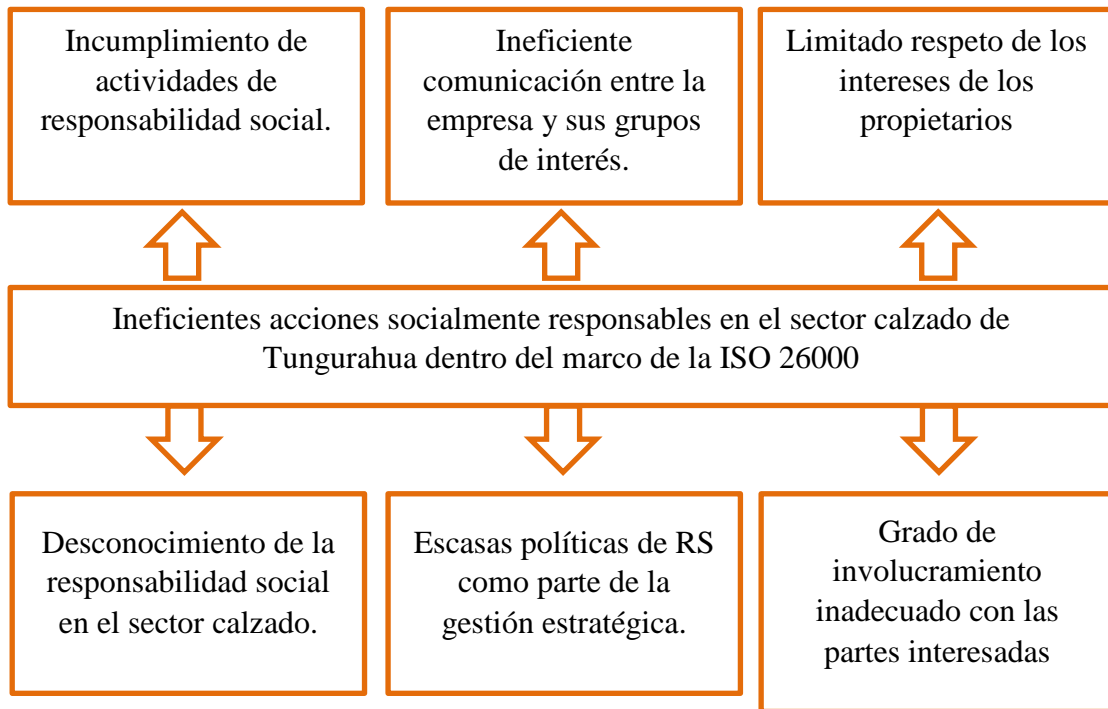 Incumplimiento de
actividades de
responsabilidad social.
Ineficiente
comunicación entre la
empresa y sus grupos
de interés.
Limitado respeto de los
intereses de los
propietarios
Ineficientes acciones socialmente responsables en el sector calzado de
Tungurahua dentro del marco de la ISO 26000
Desconocimiento de la
responsabilidad social
en el sector calzado.
Escasas políticas de RS
como parte de la
gestión estratégica.
Grado de
involucramiento
inadecuado con las
partes interesadas